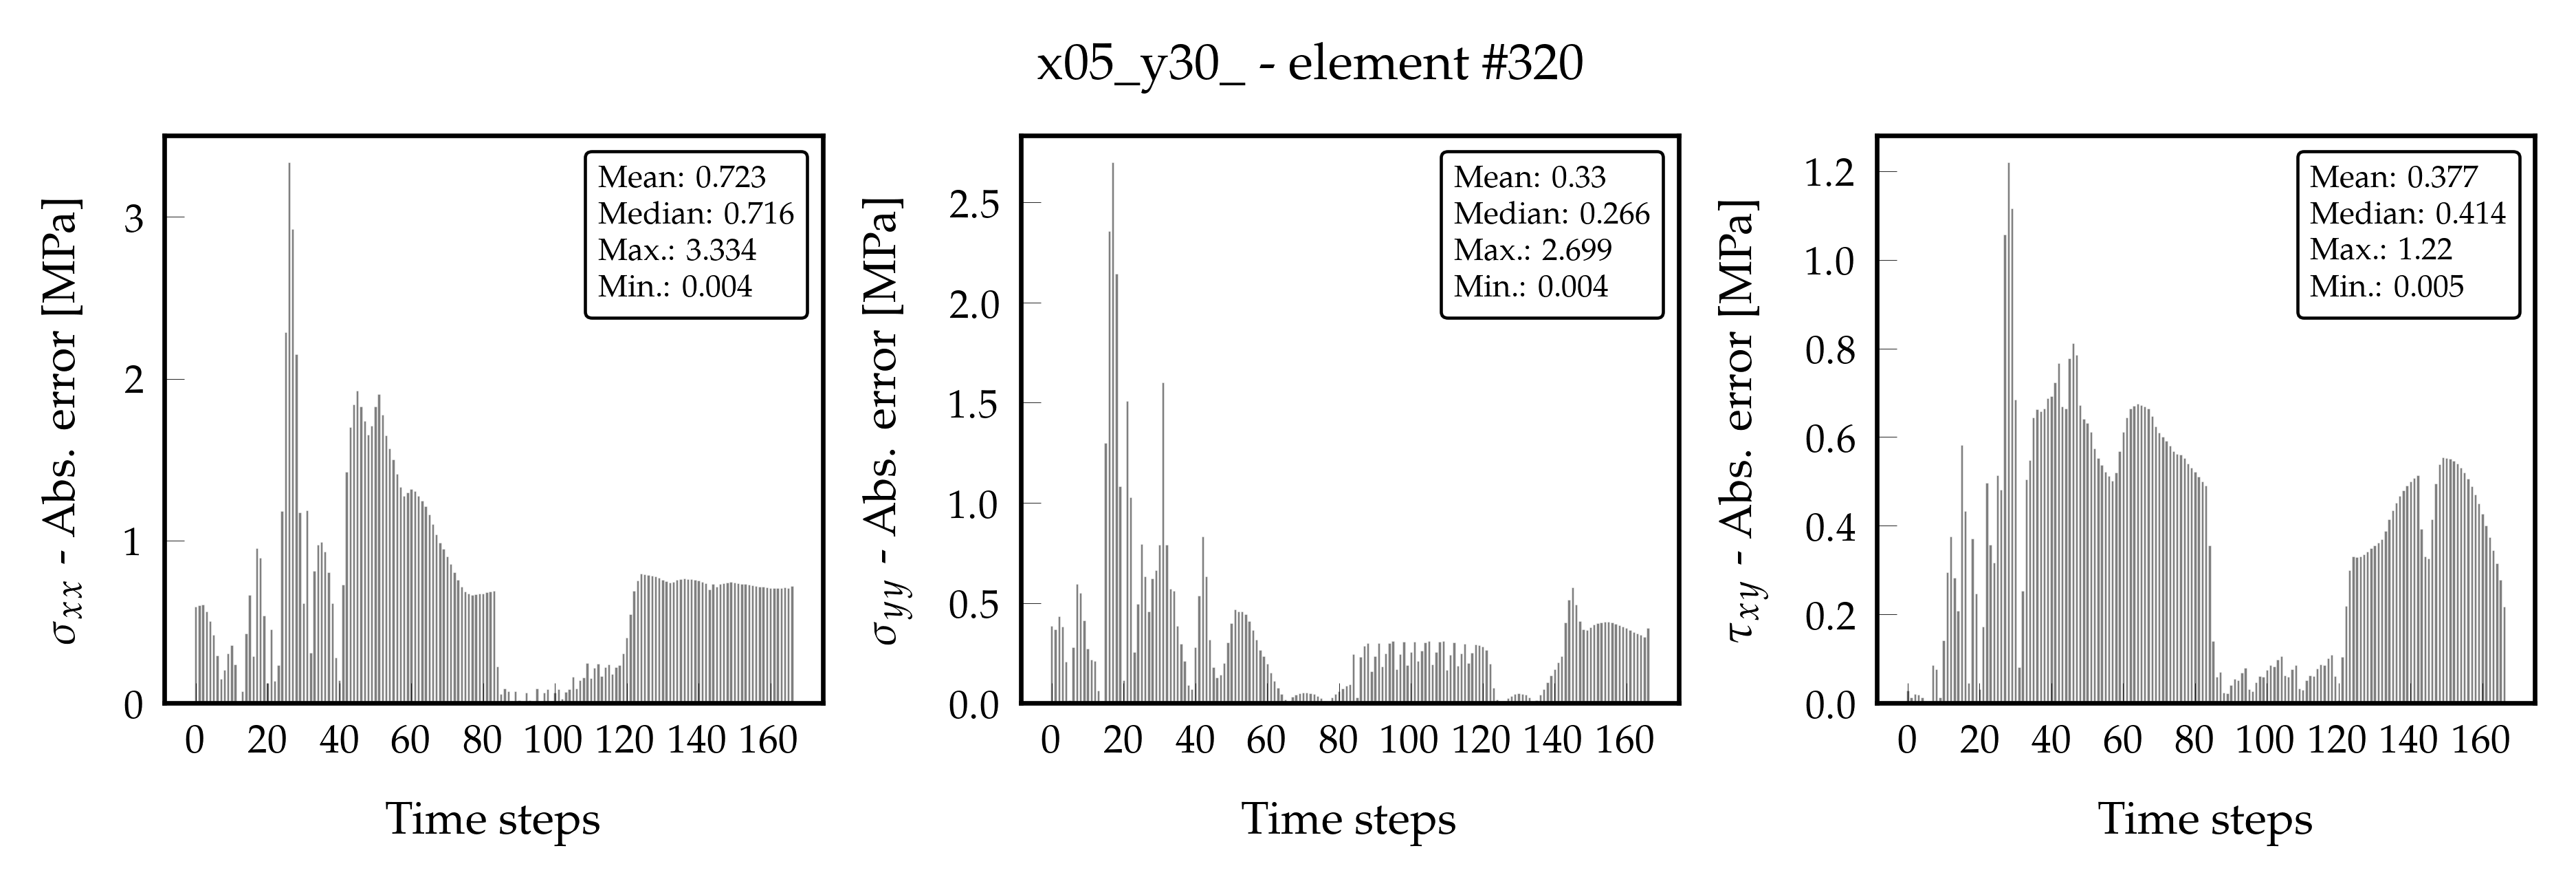 x05_y30_ - element #320
σxx - Abs. error [MPa]
3
2
1
0
Mean: 0.723
Median: 0.716
Max.: 3.334
Min.: 0.004
0 20 40 60 80 100 120 140 160
Time steps
σyy - Abs. error [MPa]
2.5
2.0
1.5
1.0
0.5
0.0
Mean: 0.33
Median: 0.266
Max.: 2.699
Min.: 0.004
0 20 40 60 80 100 120 140 160
Time steps
τxy - Abs. error [MPa]
1.2
1.0
0.8
0.6
0.4
0.2
0.0
Mean: 0.377
Median: 0.414
Max.: 1.22
Min.: 0.005
0 20 40 60 80 100 120 140 160
Time steps